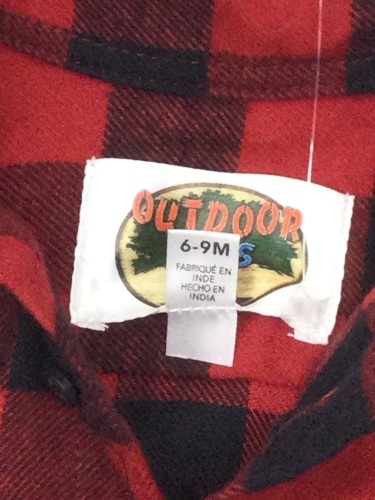 OUTDOOR
6-9M
FABRIQUÉ EN
INDE
HECHO EN
INDIA